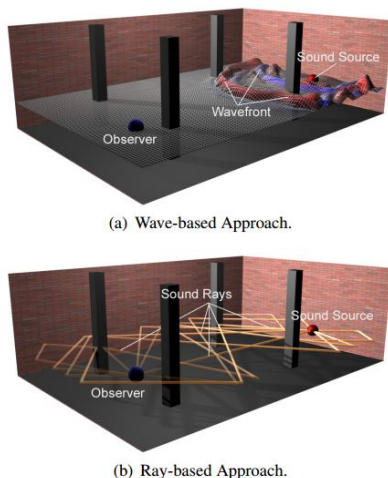 Sound Source
Wavefront
Observer
(a) Wave-based Approach.
Sound Rays
Sound Source
Observer
(b) Ray-based Approach.